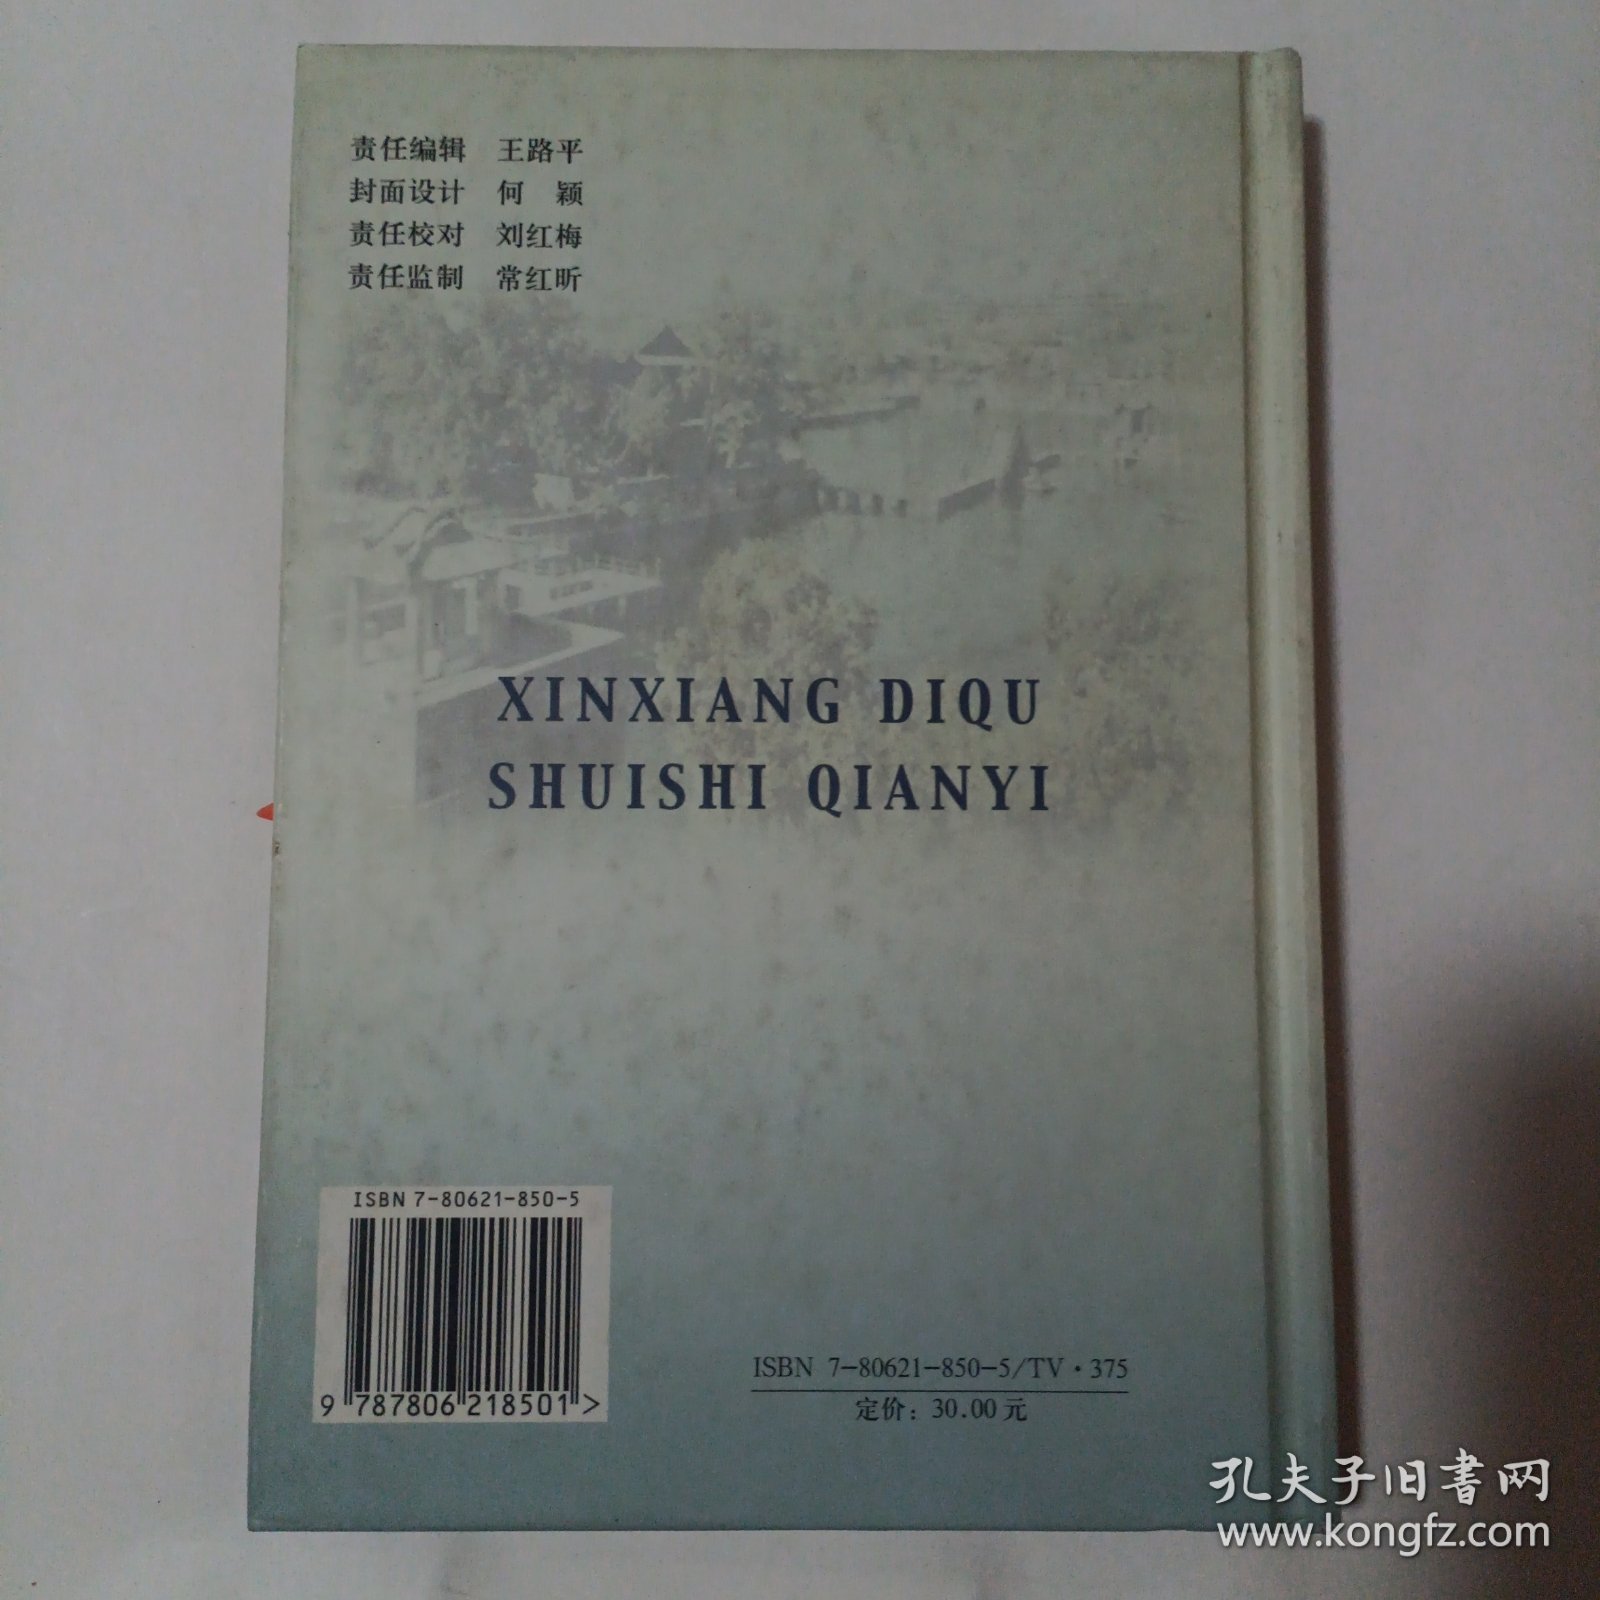 责任编辑 王路平
封面设计 何 颖
责任校对 刘红梅
责任监制 常红昕
XINXIANG DIQU
SHUISHI QIANYI
ISBN 7-80621-850-5
9 787806 218501 >
ISBN 7-80621-850-5/TV·375
定价：30.00元
孔夫子旧书网
www.kongfz.com